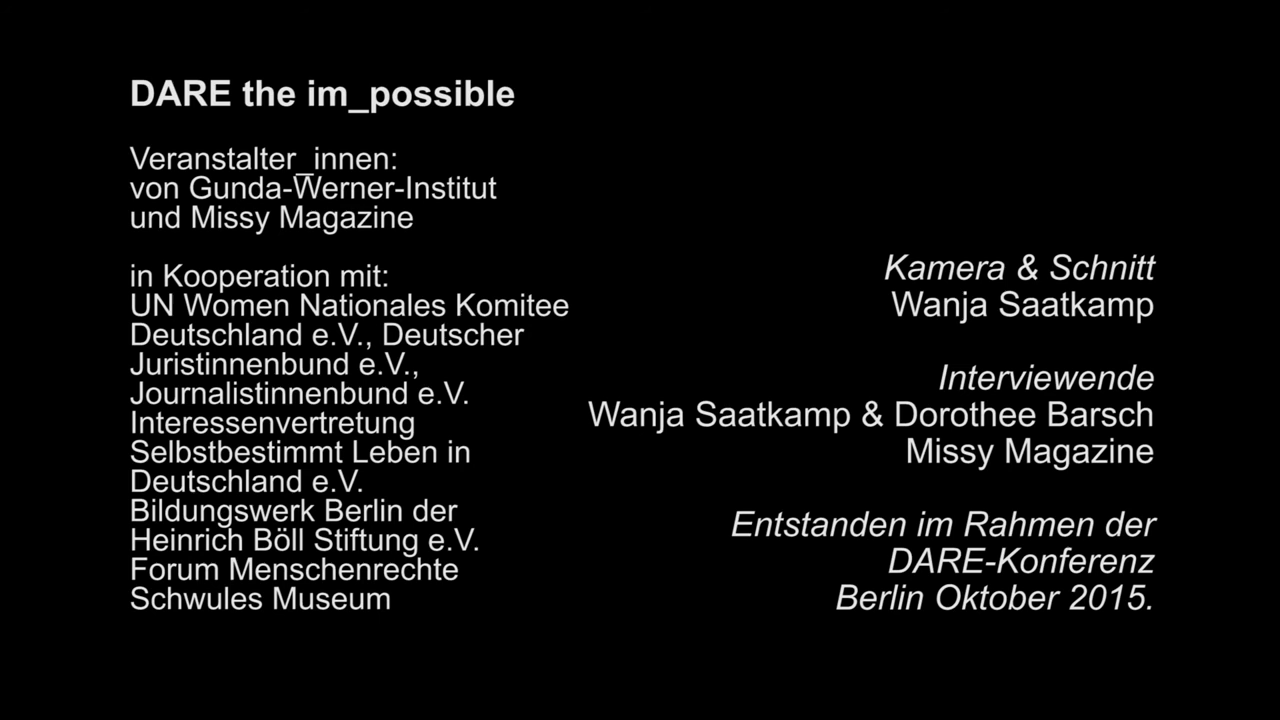 DARE the im_possible
Veranstalter_innen:
von Gunda-Werner-Institut
und Missy Magazine
in Kooperation mit:
UN Women Nationales Komitee
Deutschland e.V., Deutscher
Juristinnenbund e.V.,
Journalistinnenbund e.V.
Interessenvertretung
Selbstbestimmt Leben in
Deutschland e.V.
Bildungswerk Berlin der
Heinrich Böll Stiftung e.V.
Forum Menschenrechte
Schwules Museum
Kamera & Schnitt
Wanja Saatkamp
Interviewende
Wanja Saatkamp & Dorothee Barsch
Missy Magazine
Entstanden im Rahmen der
DARE-Konferenz
Berlin Oktober 2015.